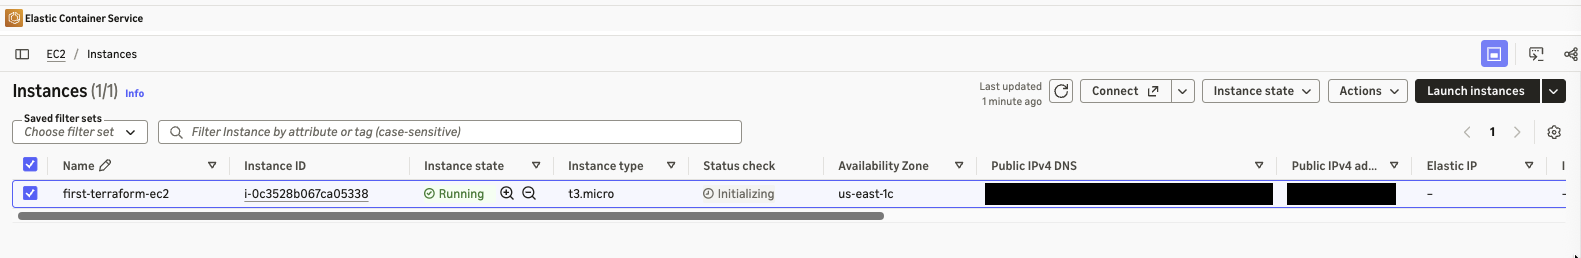 Elastic Container Service
EC2 / Instances
Instances (1/1) Info
Last updated
1 minute ago
Connect
Instance state
Actions
Launch instances
Saved filter sets
Choose filter set
Filter Instance by attribute or tag (case-sensitive)
1
Name Instance ID Instance state Instance type Status check Availability Zone Public IPv4 DNS Public IPv4 ad... Elastic IP
first-terraform-ec2 i-0c3528b067ca05338 Running t3.micro Initializing us-east-1c –